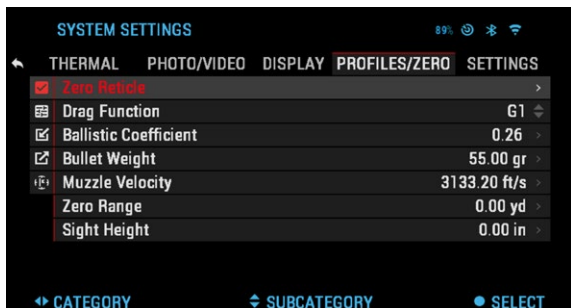 SYSTEM SETTINGS 89%
THERMAL PHOTO/VIDEO DISPLAY PROFILES/ZERO SETTINGS
Zero Reticle
Drag Function G1
Ballistic Coefficient 0.26
Bullet Weight 55.00 gr
Muzzle Velocity 3133.20 ft/s
Zero Range 0.00 yd
Sight Height 0.00 in
CATEGORY SUBCATEGORY SELECT